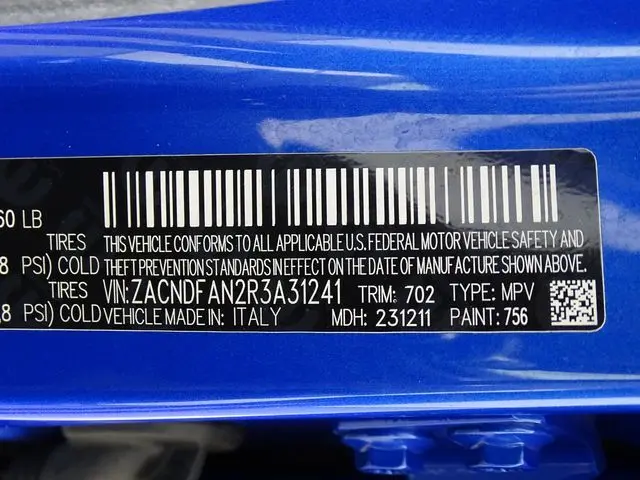 60 LB
TIRES THIS VEHICLE CONFORMS TO ALL APPLICABLE U.S. FEDERAL MOTOR VEHICLE SAFETY AND
8 PSI) COLD THEFT PREVENTION STANDARDS IN EFFECT ON THE DATE OF MANUFACTURE SHOWN ABOVE.
TIRES VIN: ZACNDFAN2R3A31241 TRIM: 702 TYPE: MPV
,8 PSI) COLD VEHICLE MADE IN: ITALY MDH: 231211 PAINT: 756